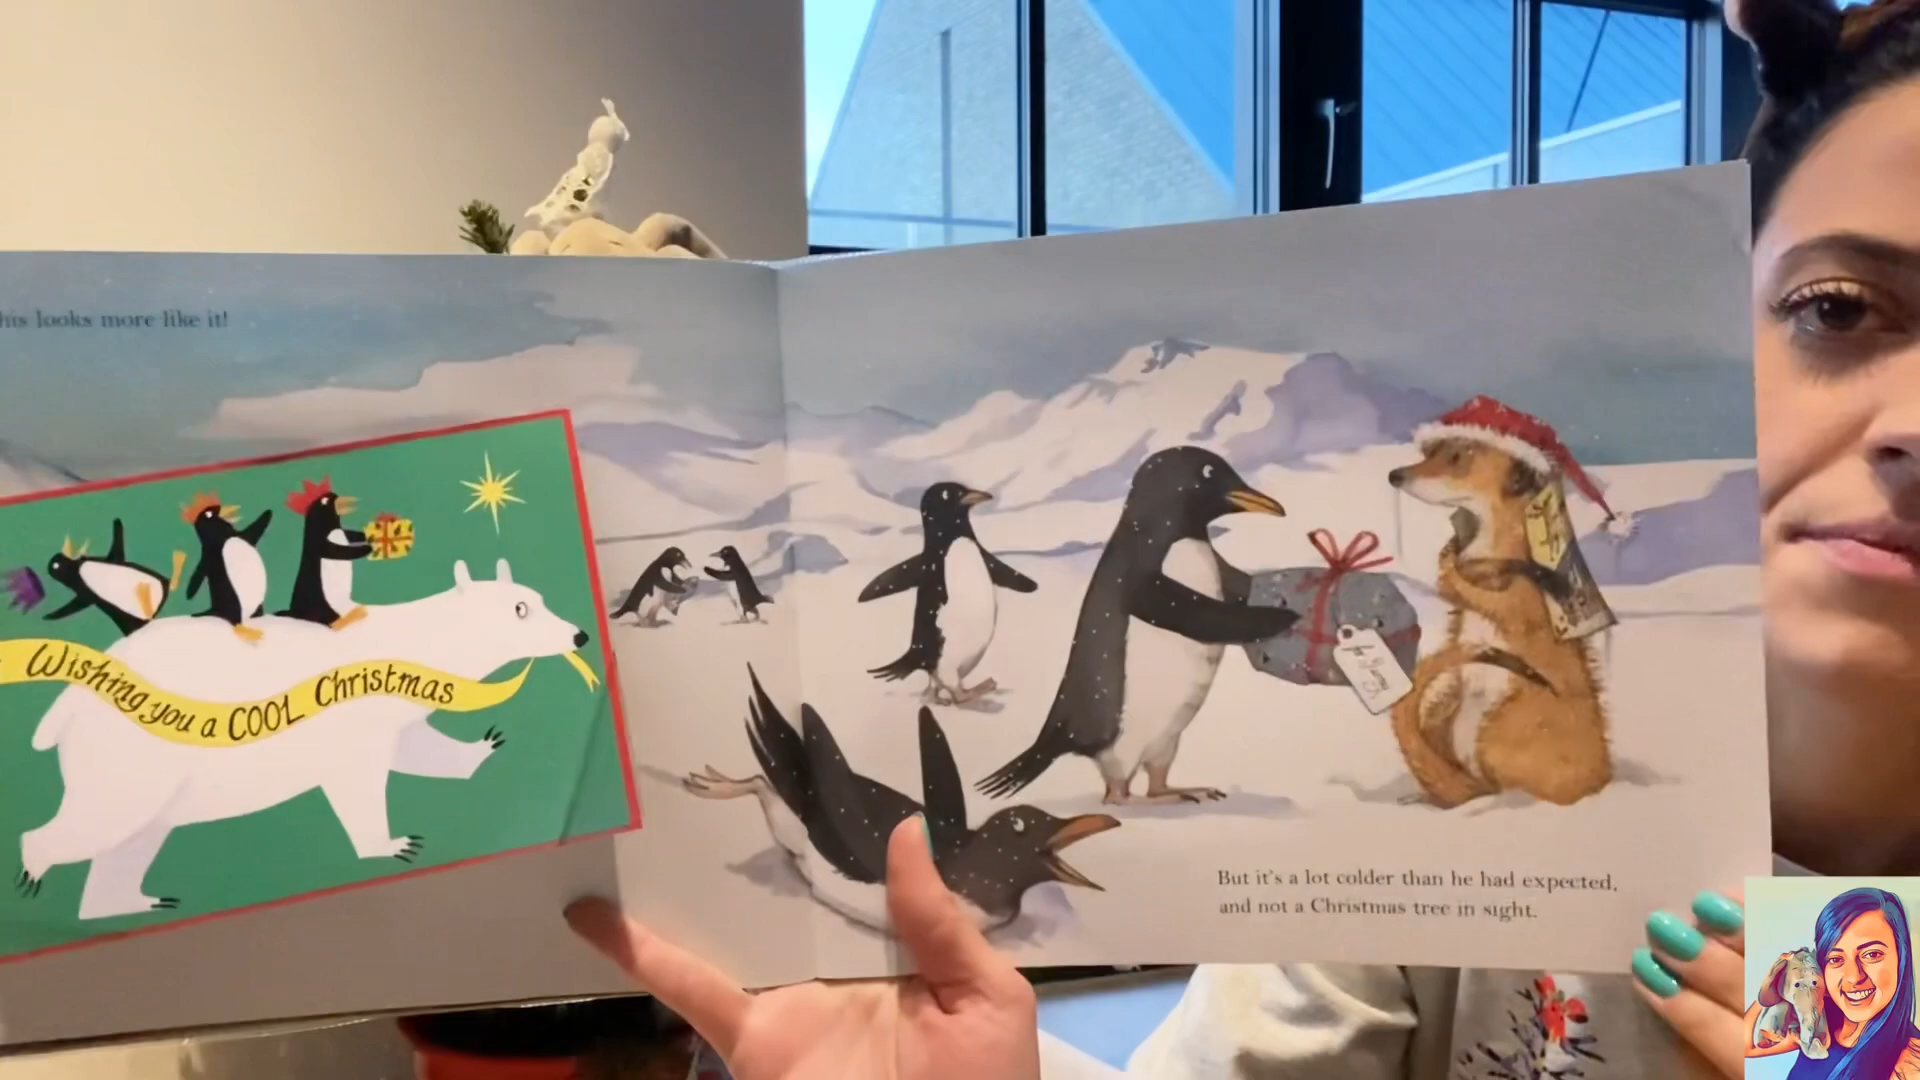 his looks more like it!
Wishing you a COOL Christmas
But it's a lot colder than he had expected,
and not a Christmas tree in sight.